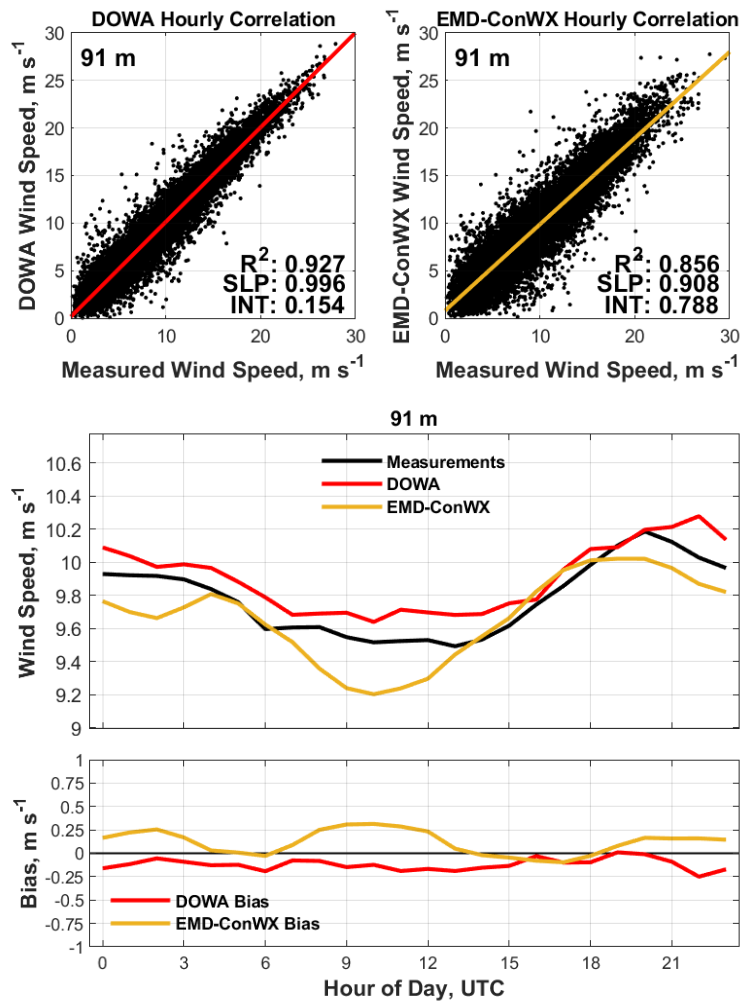 DOWA Hourly Correlation
91 m
DOWA Wind Speed, m s⁻¹
30
25
20
15
10
5
0
R²: 0.927
SLP: 0.996
INT: 0.154
0 10 20 30
Measured Wind Speed, m s⁻¹
EMD-ConWX Hourly Correlation
91 m
EMD-ConWX Wind Speed, m s⁻¹
30
25
20
15
10
5
0
R²: 0.856
SLP: 0.908
INT: 0.788
0 10 20 30
Measured Wind Speed, m s⁻¹
91 m
Wind Speed, m s⁻¹
10.6
10.4
10.2
10
9.8
9.6
9.4
9.2
9
Measurements
DOWA
EMD-ConWX
Bias, m s⁻¹
1
0.75
0.5
0.25
0
-0.25
-0.5
-0.75
-1
DOWA Bias
EMD-ConWX Bias
0 3 6 9 12 15 18 21
Hour of Day, UTC